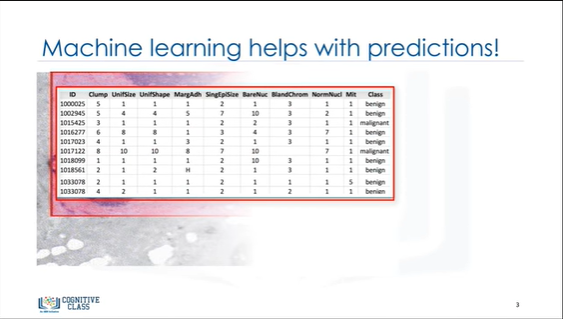 Machine learning helps with predictions!
ID Clump UnifSize UnifShape MargAdh SingEpiSize BareNuc BlandChrom NormNucl Mit Class
1000025 5 1 1 1 2 1 3 1 1 benign
1002945 5 4 4 5 7 10 3 2 1 benign
1015425 3 1 1 1 2 2 3 1 1 malignant
1016277 6 8 8 1 3 4 3 7 1 benign
1017023 4 1 1 3 2 1 3 1 1 benign
1017122 8 10 10 8 7 10 7 1 malignant
1018099 1 1 1 1 2 10 3 1 1 benign
1018561 2 1 2 H 2 1 3 1 1 benign
1033078 2 1 1 1 2 1 1 1 5 benign
1033078 4 2 1 1 2 1 2 1 1 benign
COGNITIVE
CLASS
3